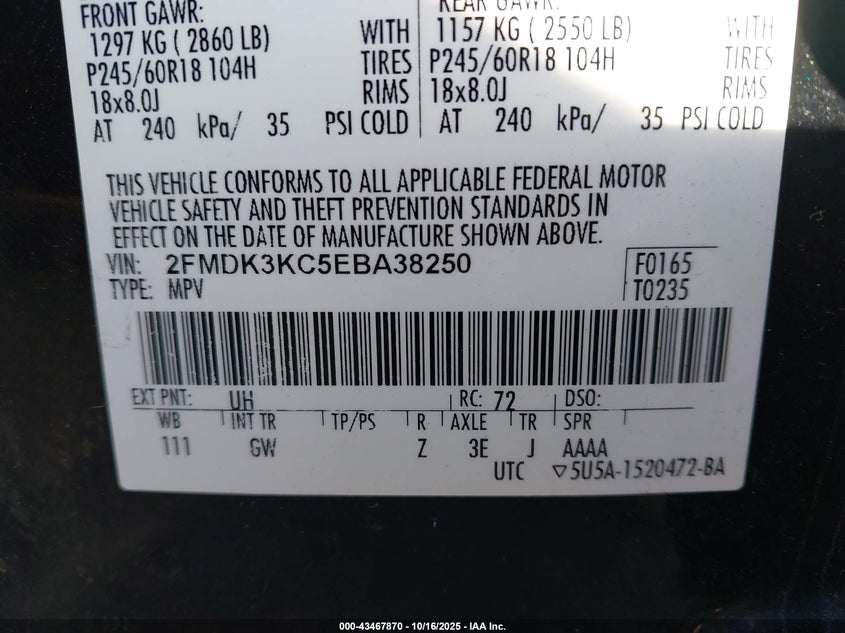 FRONT GAWR: REAR GAWR:
1297 KG ( 2860 LB) WITH 1157 KG ( 2550 LB) WITH
P245/60R18 104H TIRES P245/60R18 104H TIRES
18x8.0J RIMS 18x8.0J RIMS
AT 240 kPa/ 35 PSI COLD AT 240 kPa/ 35 PSI COLD
THIS VEHICLE CONFORMS TO ALL APPLICABLE FEDERAL MOTOR
VEHICLE SAFETY AND THEFT PREVENTION STANDARDS IN
EFFECT ON THE DATE OF MANUFACTURE SHOWN ABOVE.
VIN: 2FMDK3KC5EBA38250 F0165
TYPE: MPV T0235
EXT PNT: UH RC: 72 DSO:
WB INT TR TP/PS R AXLE TR SPR
111 GW Z 3E J AAAA
UTC ▽5U5A-1520472-BA
000-43467870 - 10/16/2025 - IAA Inc.